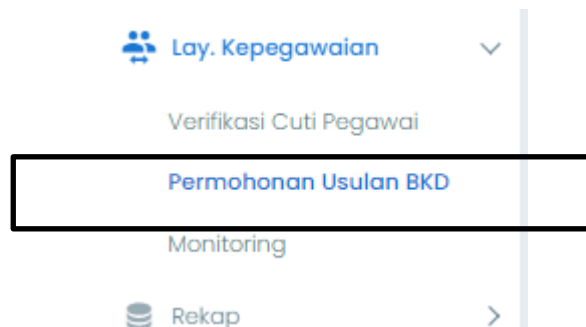 Lay. Kepegawaian
Verifikasi Cuti Pegawai
Permohonan Usulan BKD
Monitoring
Rekap